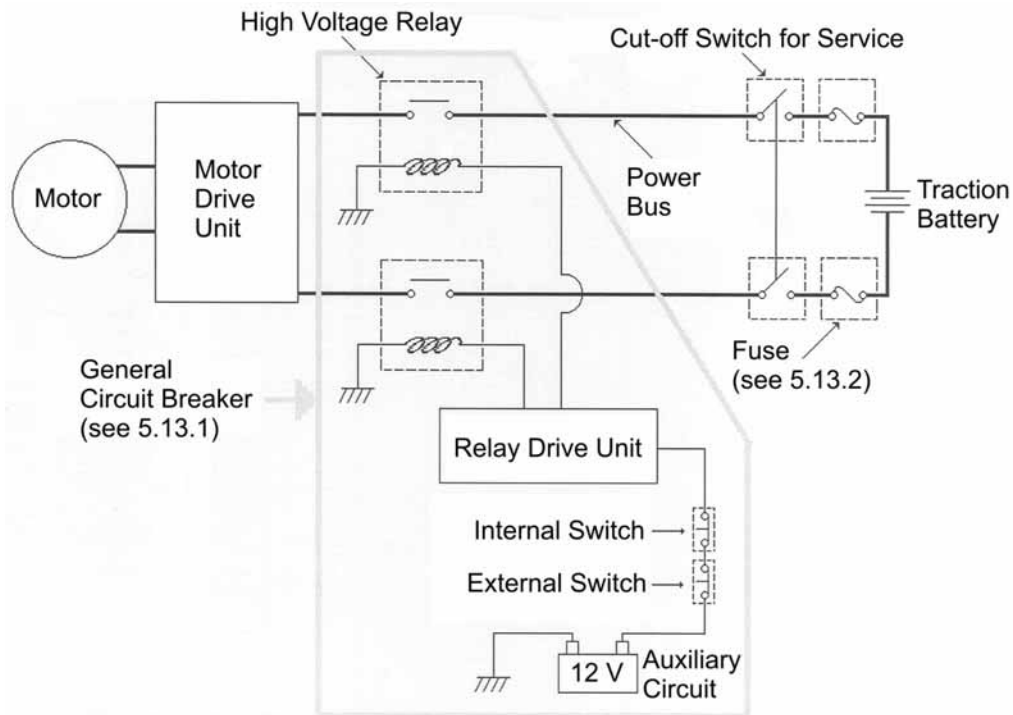 High Voltage Relay
Cut-off Switch for Service
Motor
Motor
Drive
Unit
Power
Bus
Traction
Battery
General
Circuit Breaker
(see 5.13.1)
Fuse
(see 5.13.2)
Relay Drive Unit
Internal Switch
External Switch
12 V
Auxiliary
Circuit